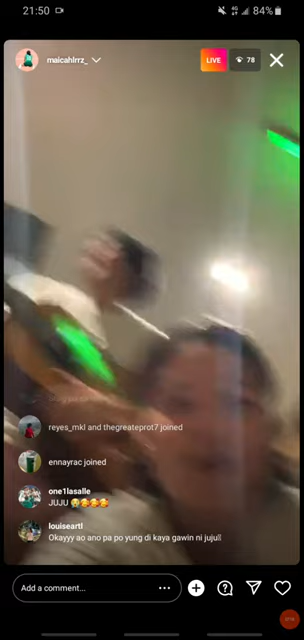 21:50
4G
84%
maicahlrrz_
LIVE
78
reyes_mkl and thegreateprot7 joined
ennayrac joined
one1lasalle
JUJU 😭🥰🥰🥰
louiseartl
Okayyy ao ano pa po yung di kaya gawin ni juju!!
Add a comment...